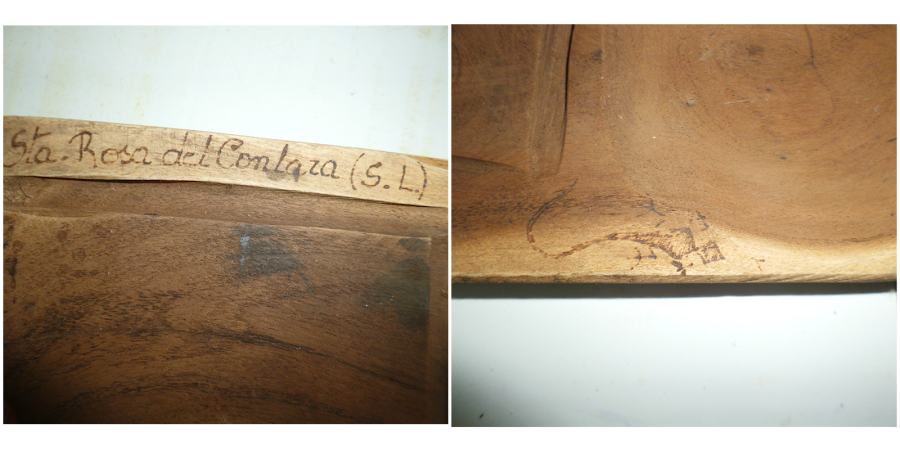 Sta. Rosa del Conlara (S. L.)